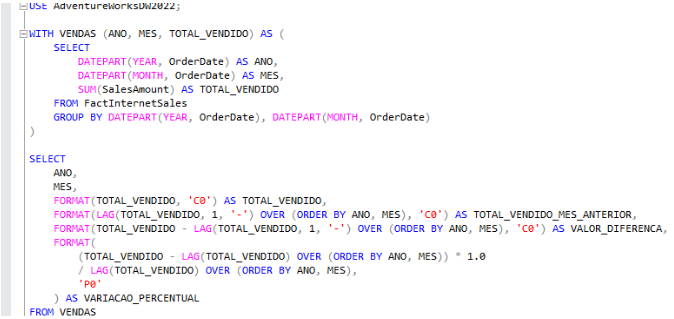 USE AdventureWorksDW2022;
WITH VENDAS (ANO, MES, TOTAL_VENDIDO) AS (
SELECT
DATEPART(YEAR, OrderDate) AS ANO,
DATEPART(MONTH, OrderDate) AS MES,
SUM(SalesAmount) AS TOTAL_VENDIDO
FROM FactInternetSales
GROUP BY DATEPART(YEAR, OrderDate), DATEPART(MONTH, OrderDate)
)
SELECT
ANO,
MES,
FORMAT(TOTAL_VENDIDO, 'C0') AS TOTAL_VENDIDO,
FORMAT(LAG(TOTAL_VENDIDO, 1, '-') OVER (ORDER BY ANO, MES), 'C0') AS TOTAL_VENDIDO_MES_ANTERIOR,
FORMAT(TOTAL_VENDIDO - LAG(TOTAL_VENDIDO, 1, '-') OVER (ORDER BY ANO, MES), 'C0') AS VALOR_DIFERENCA,
FORMAT(
(TOTAL_VENDIDO - LAG(TOTAL_VENDIDO) OVER (ORDER BY ANO, MES)) * 1.0
/ LAG(TOTAL_VENDIDO) OVER (ORDER BY ANO, MES),
'P0'
) AS VARIACAO_PERCENTUAL
FROM VENDAS